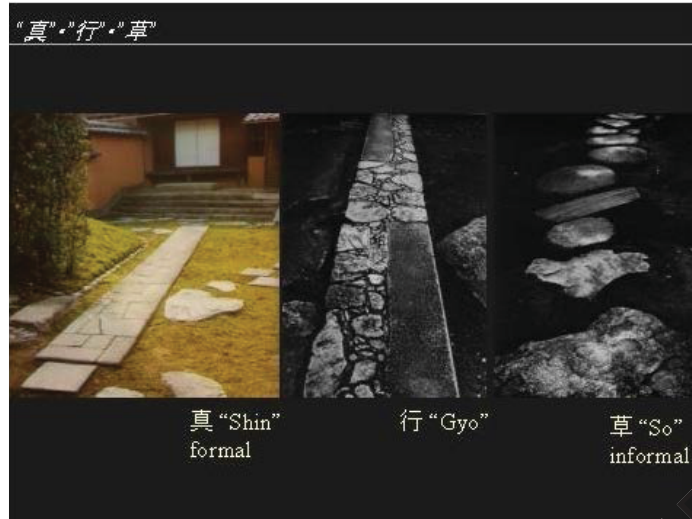 “真”・”行”・”草”
真 “Shin”
formal
行 “Gyo”
草 “So”
informal